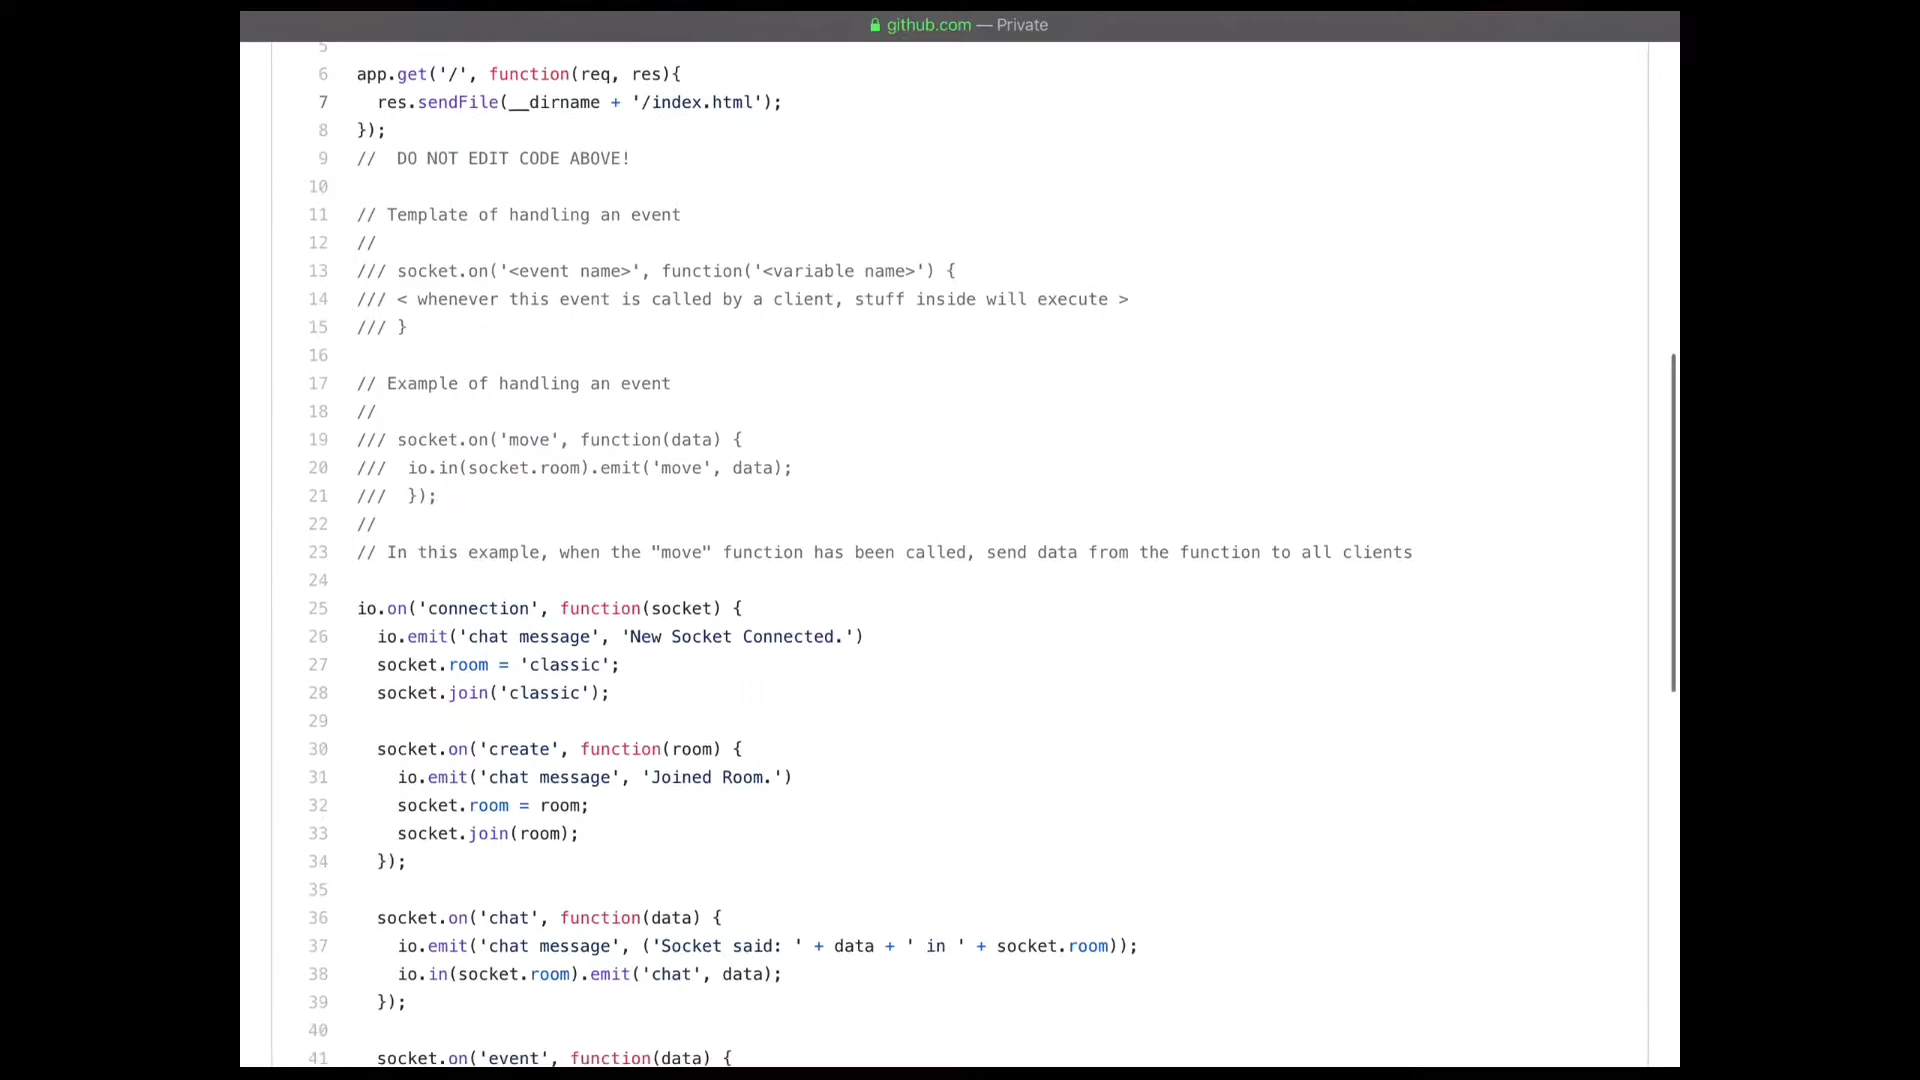 github.com — Private
5
6 app.get('/', function(req, res){
7   res.sendFile(__dirname + '/index.html');
8 });
9 //  DO NOT EDIT CODE ABOVE!
10
11 // Template of handling an event
12 //
13 /// socket.on('<event name>', function('<variable name>') {
14 /// < whenever this event is called by a client, stuff inside will execute >
15 /// }
16
17 // Example of handling an event
18 //
19 /// socket.on('move', function(data) {
20 ///  io.in(socket.room).emit('move', data);
21 ///  });
22 //
23 // In this example, when the "move" function has been called, send data from the function to all clients
24
25 io.on('connection', function(socket) {
26   io.emit('chat message', 'New Socket Connected.')
27   socket.room = 'classic';
28   socket.join('classic');
29
30   socket.on('create', function(room) {
31     io.emit('chat message', 'Joined Room.')
32     socket.room = room;
33     socket.join(room);
34   });
35
36   socket.on('chat', function(data) {
37     io.emit('chat message', ('Socket said: ' + data + ' in ' + socket.room));
38     io.in(socket.room).emit('chat', data);
39   });
40
41   socket.on('event', function(data) {